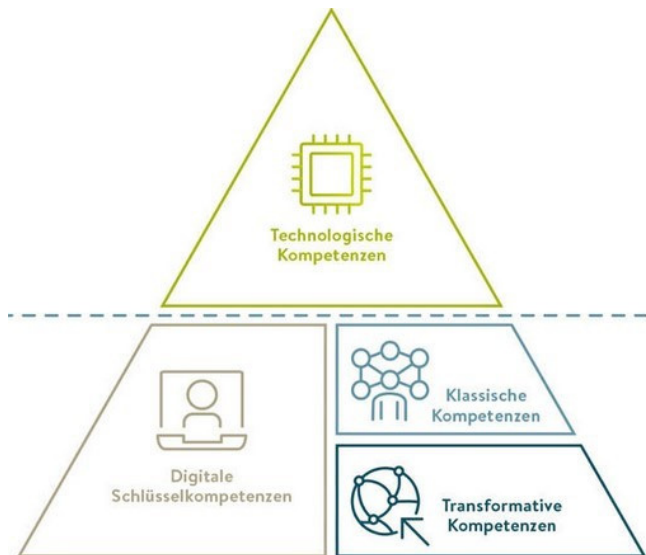 Technologische
Kompetenzen
Digitale
Schlüsselkompetenzen
Klassische
Kompetenzen
Transformative
Kompetenzen